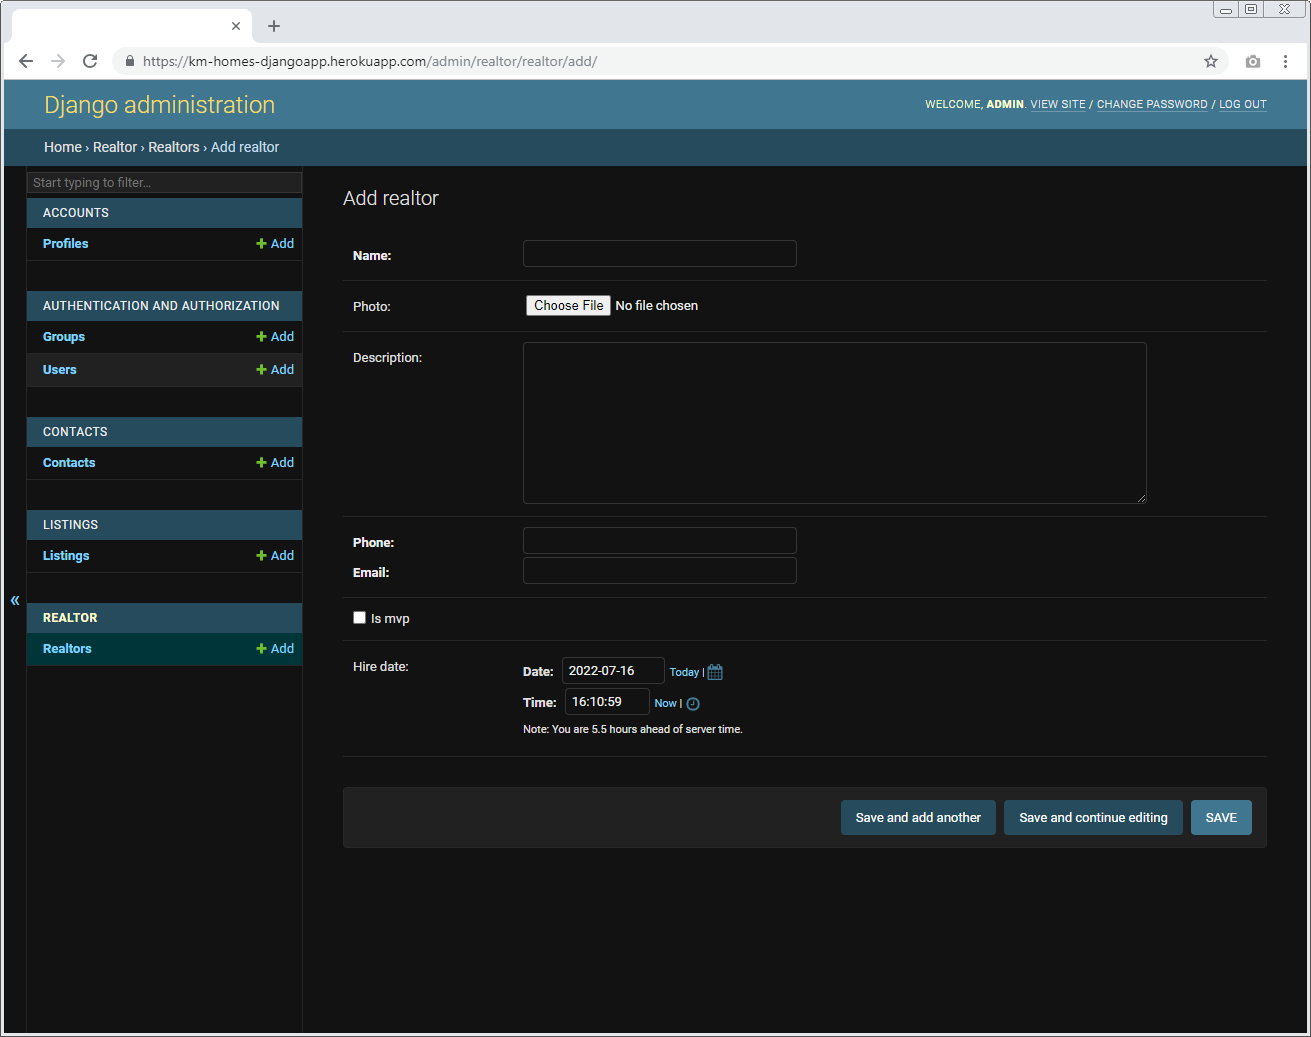 https://km-homes-djangoapp.herokuapp.com/admin/realtor/realtor/add/
Django administration
WELCOME, ADMIN. VIEW SITE / CHANGE PASSWORD / LOG OUT
Home › Realtor › Realtors › Add realtor
Start typing to filter...
ACCOUNTS
Profiles + Add
AUTHENTICATION AND AUTHORIZATION
Groups + Add
Users + Add
CONTACTS
Contacts + Add
LISTINGS
Listings + Add
«
REALTOR
Realtors + Add
Add realtor
Name:
Photo: Choose File No file chosen
Description:
Phone:
Email:
Is mvp
Hire date:
Date: 2022-07-16 Today |
Time: 16:10:59 Now |
Note: You are 5.5 hours ahead of server time.
Save and add another Save and continue editing SAVE